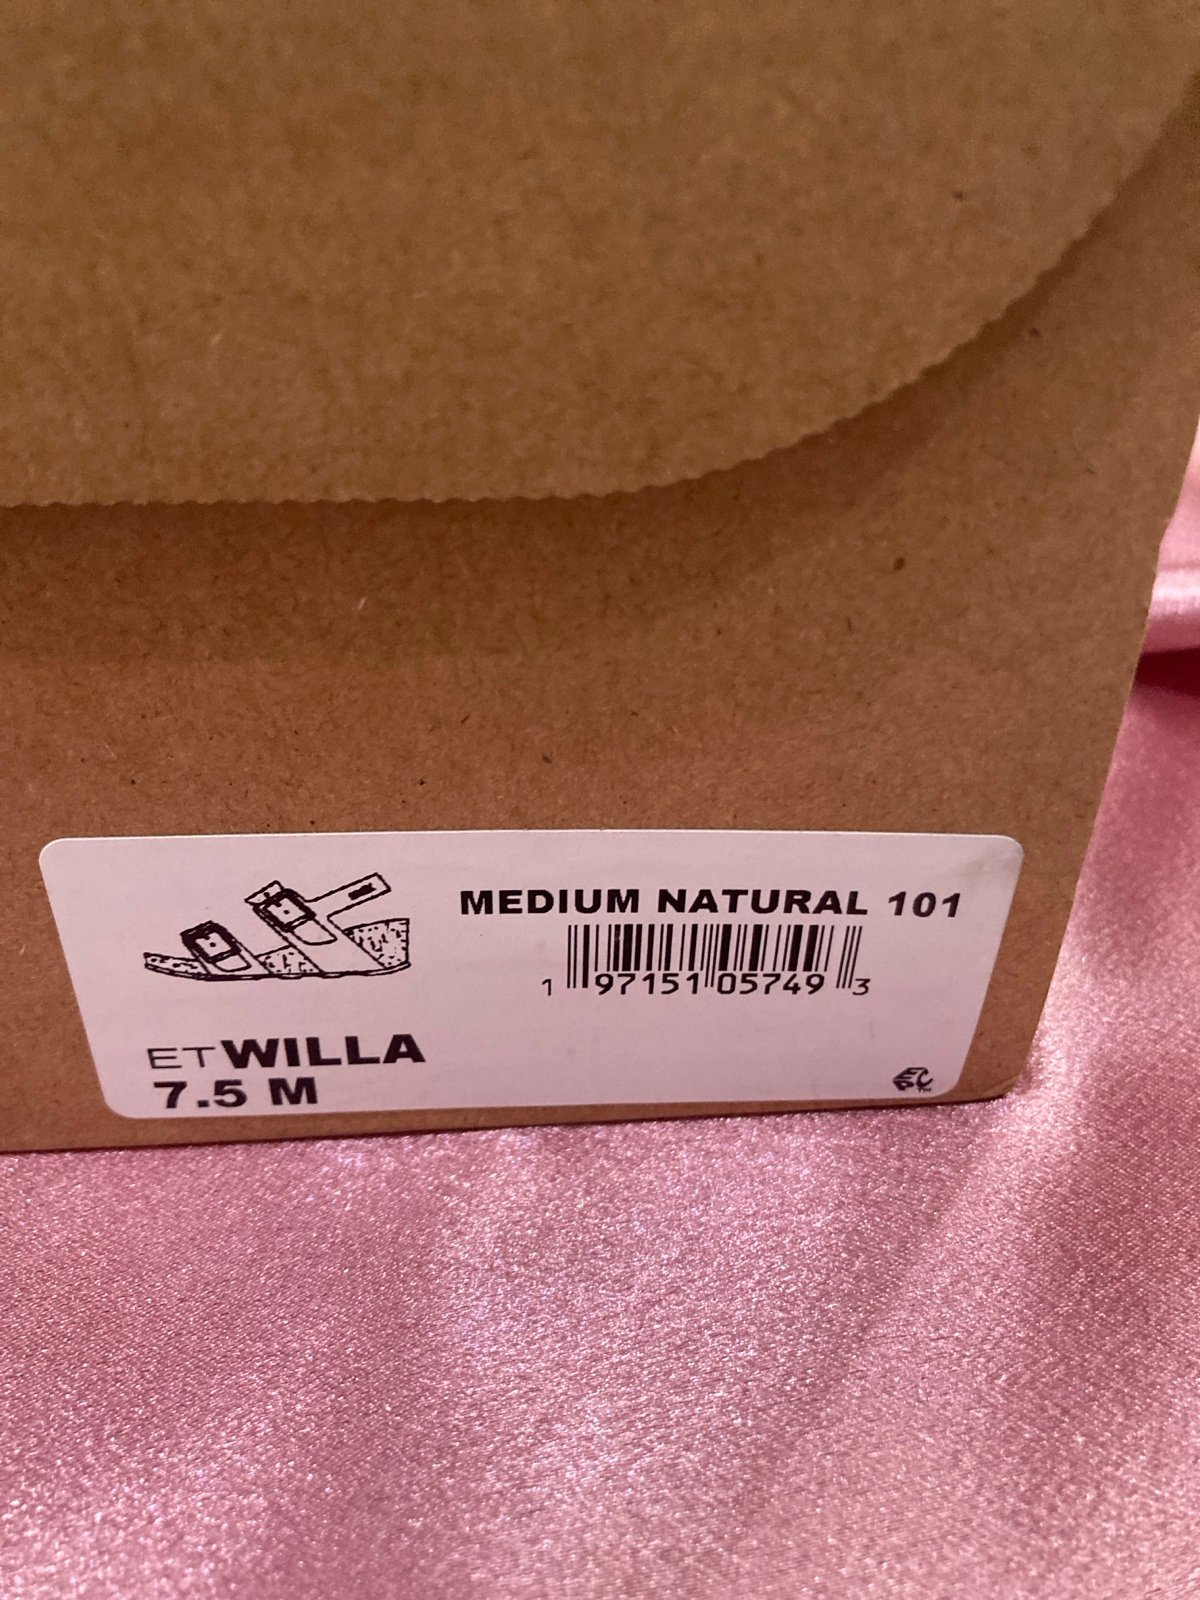 MEDIUM NATURAL 101
1 97151 05749 3
ETWILLA
7.5 M